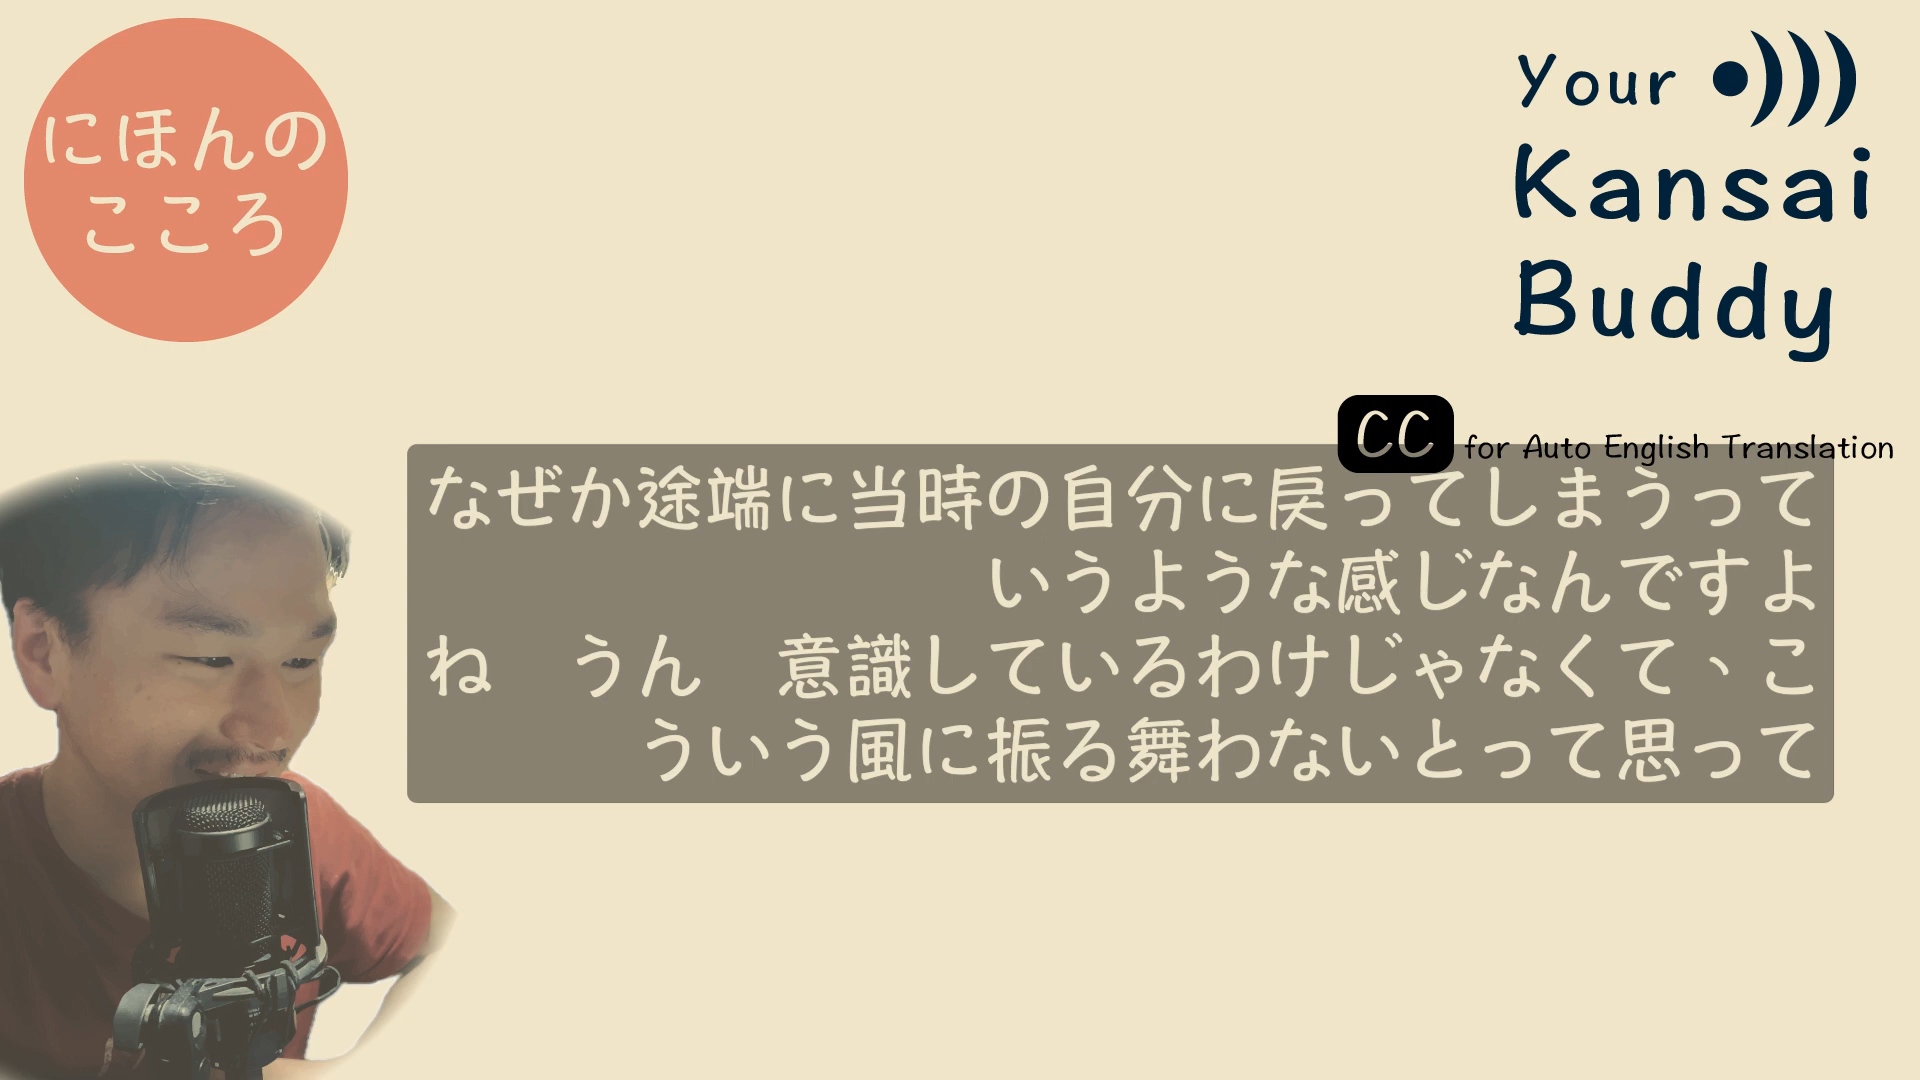 にほんの
こころ
Your
Kansai
Buddy
CC for Auto English Translation
なぜか途端に当時の自分に戻ってしまうって
いうような感じなんですよ
ね　うん　意識しているわけじゃなくて、こ
ういう風に振る舞わないとって思って